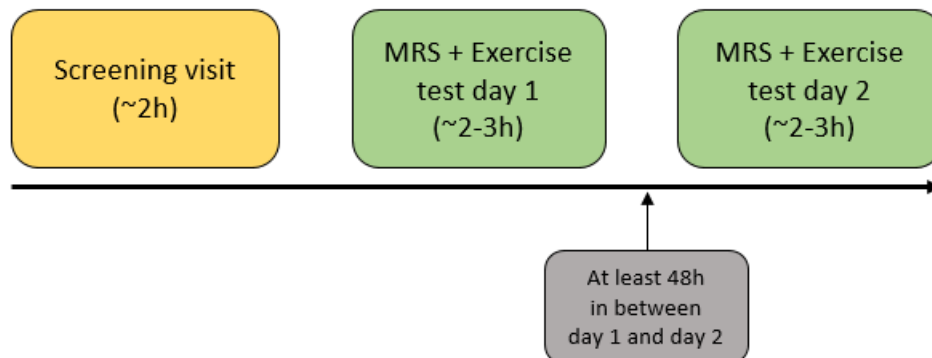 Screening visit
(~2h)
MRS + Exercise
test day 1
(~2-3h)
MRS + Exercise
test day 2
(~2-3h)
At least 48h
in between
day 1 and day 2